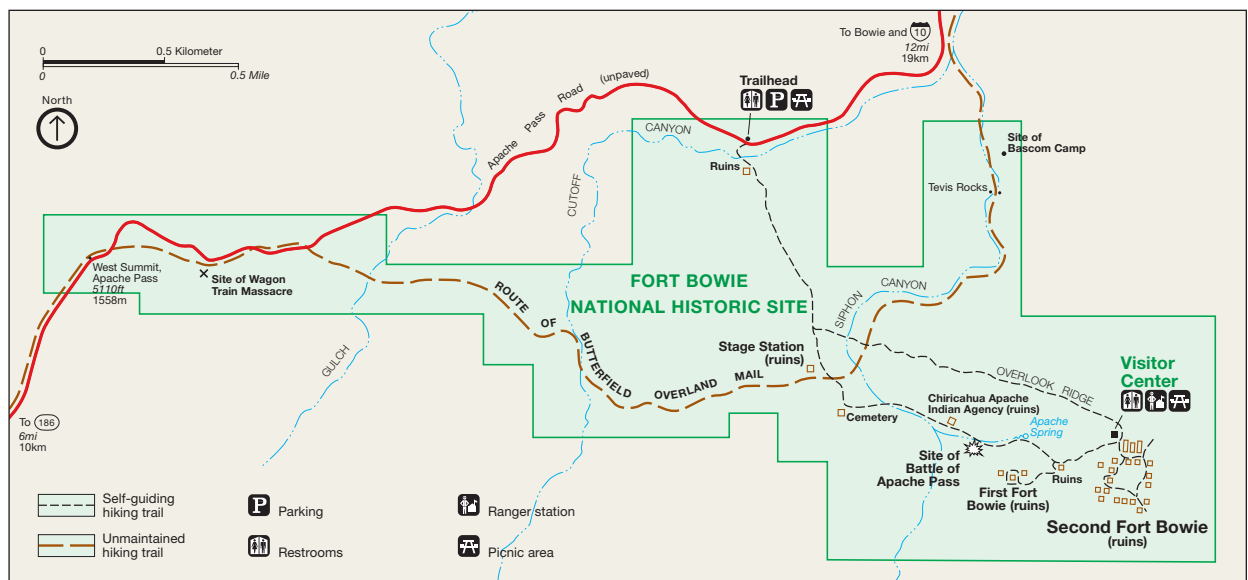 0
0.5 Kilometer
0
0.5 Mile
North
To Bowie and 10
12mi
19km
Trailhead
P
Apache Pass Road (unpaved)
CANYON
CUTOFF
Ruins
Site of
Bascom Camp
Tevis Rocks
West Summit,
Apache Pass
5110ft
1558m
Site of Wagon
Train Massacre
FORT BOWIE
NATIONAL HISTORIC SITE
SIPHON
CANYON
ROUTE OF BUTTERFIELD OVERLAND MAIL
GULCH
Stage Station
(ruins)
OVERLOOK RIDGE
Visitor
Center
Cemetery
Chiricahua Apache
Indian Agency (ruins)
Apache
Spring
Site of
Battle of
Apache Pass
Ruins
First Fort
Bowie (ruins)
Second Fort Bowie
(ruins)
To 186
6mi
10km
Self-guiding
hiking trail
Unmaintained
hiking trail
P
Parking
Restrooms
Ranger station
Picnic area